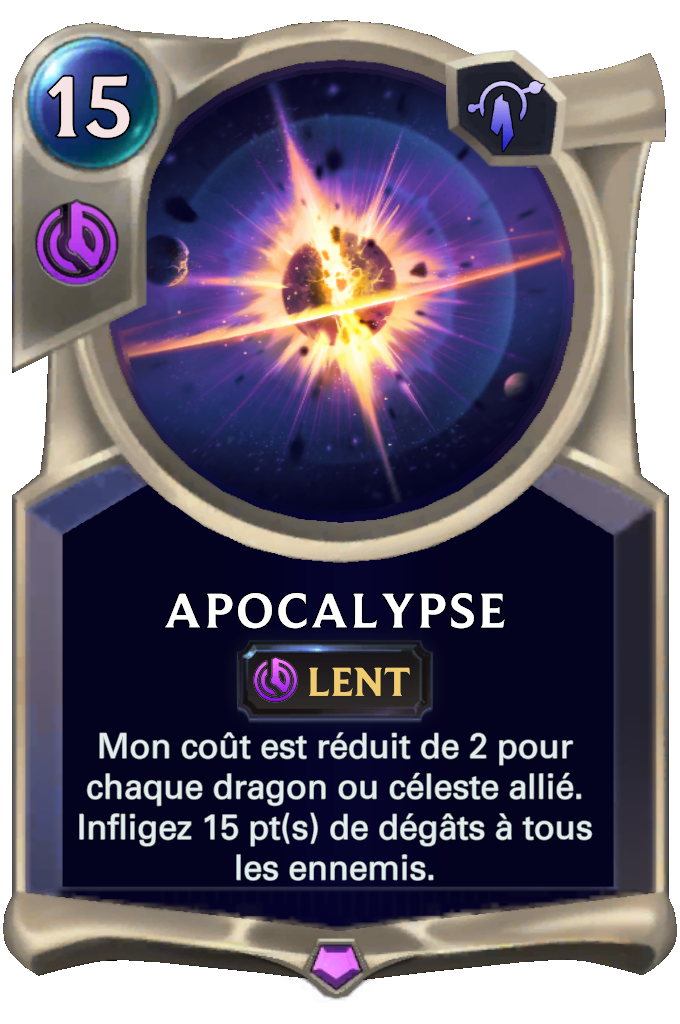 15
APOCALYPSE
LENT
Mon coût est réduit de 2 pour
chaque dragon ou céleste allié.
Infligez 15 pt(s) de dégâts à tous
les ennemis.